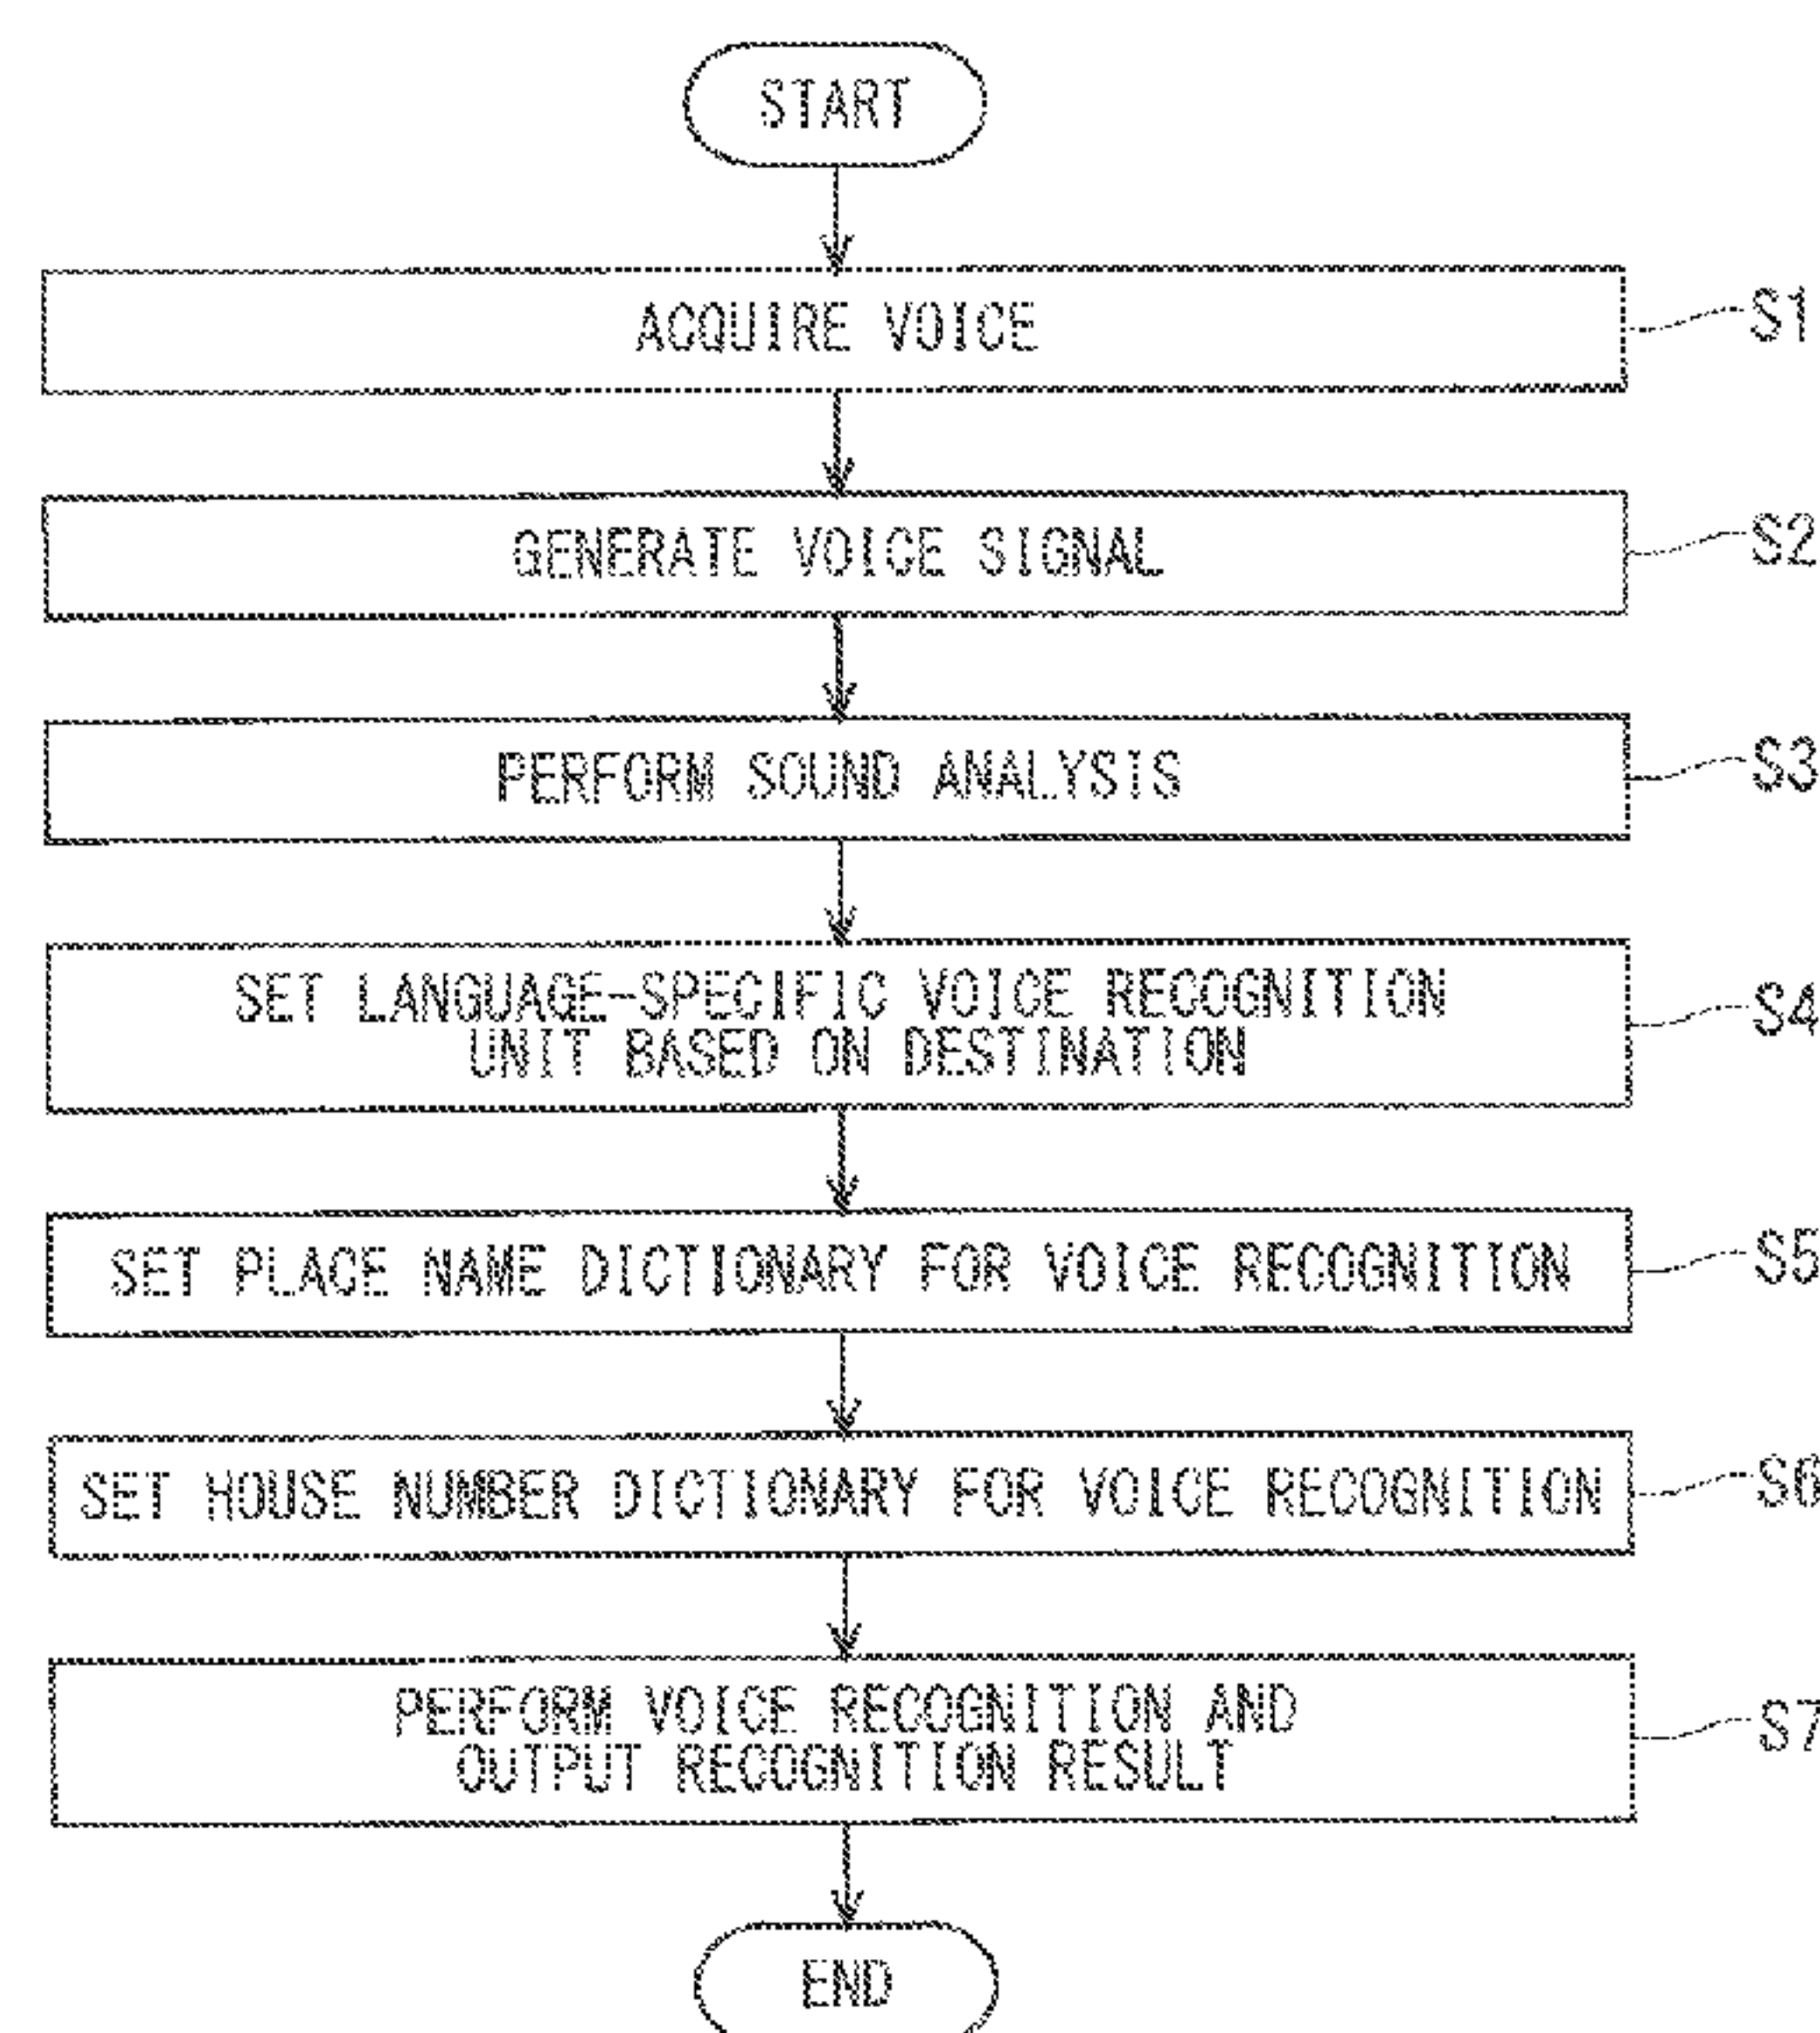 START
ACQUIRE VOICE
S1
GENERATE VOICE SIGNAL
S2
PERFORM SOUND ANALYSIS
S3
SET LANGUAGE-SPECIFIC VOICE RECOGNITION
UNIT BASED ON DESTINATION
S4
SET PLACE NAME DICTIONARY FOR VOICE RECOGNITION
S5
SET HOUSE NUMBER DICTIONARY FOR VOICE RECOGNITION
S6
PERFORM VOICE RECOGNITION AND
OUTPUT RECOGNITION RESULT
S7
END